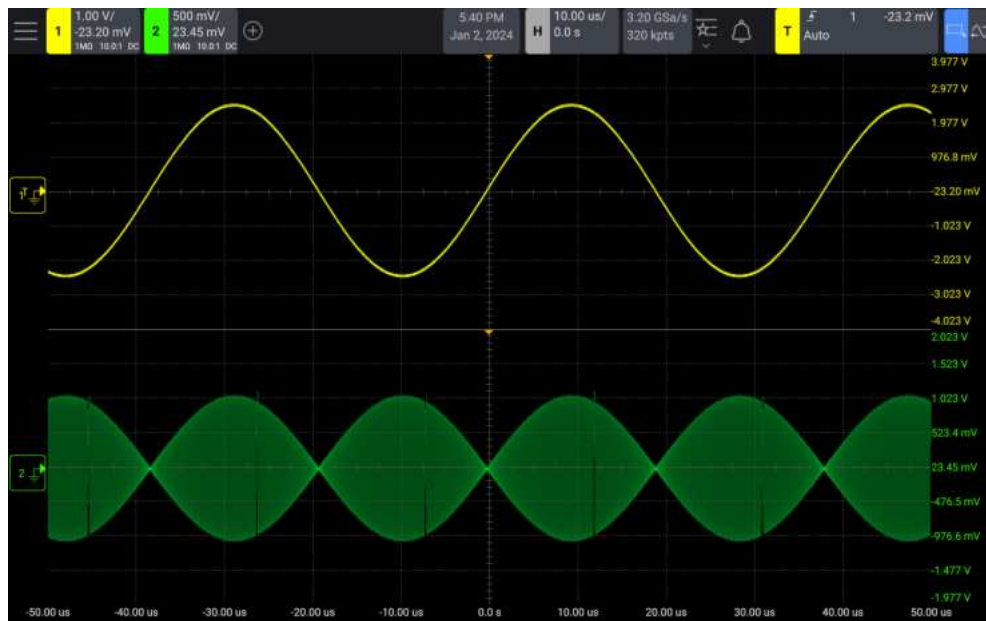 1 1.00 V/ -23.20 mV 1MΩ 10.0:1 DC
2 500 mV/ 23.45 mV 1MΩ 10.0:1 DC
5:40 PM
Jan 2, 2024
H 10.00 us/ 0.0 s
3.20 GSa/s
320 kpts
T 1 -23.2 mV
Auto
3.977 V
2.977 V
1.977 V
976.8 mV
1T
-23.20 mV
-1.023 V
-2.023 V
-3.023 V
-4.023 V
2.023 V
1.523 V
1.023 V
523.4 mV
2
23.45 mV
-476.5 mV
-976.6 mV
-1.477 V
-1.977 V
-50.00 us -40.00 us -30.00 us -20.00 us -10.00 us 0.0 s 10.00 us 20.00 us 30.00 us 40.00 us 50.00 us